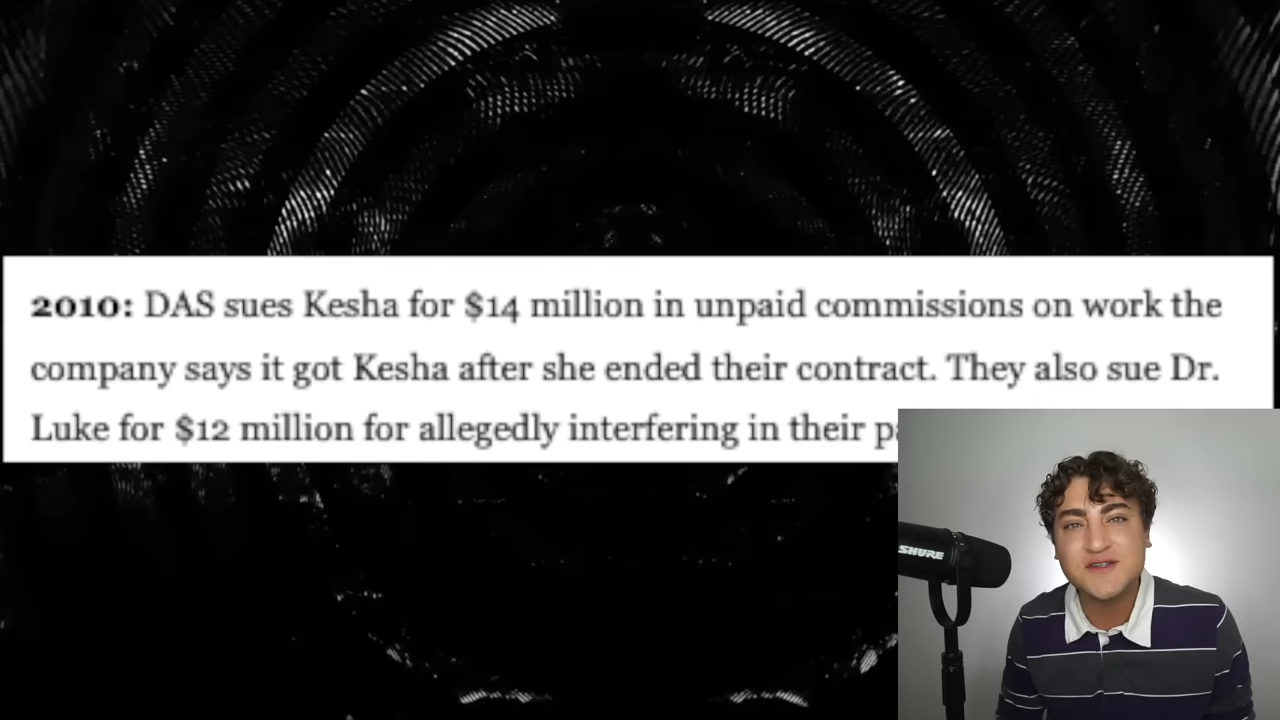 2010: DAS sues Kesha for $14 million in unpaid commissions on work the
company says it got Kesha after she ended their contract. They also sue Dr.
Luke for $12 million for allegedly interfering in their
SHURE